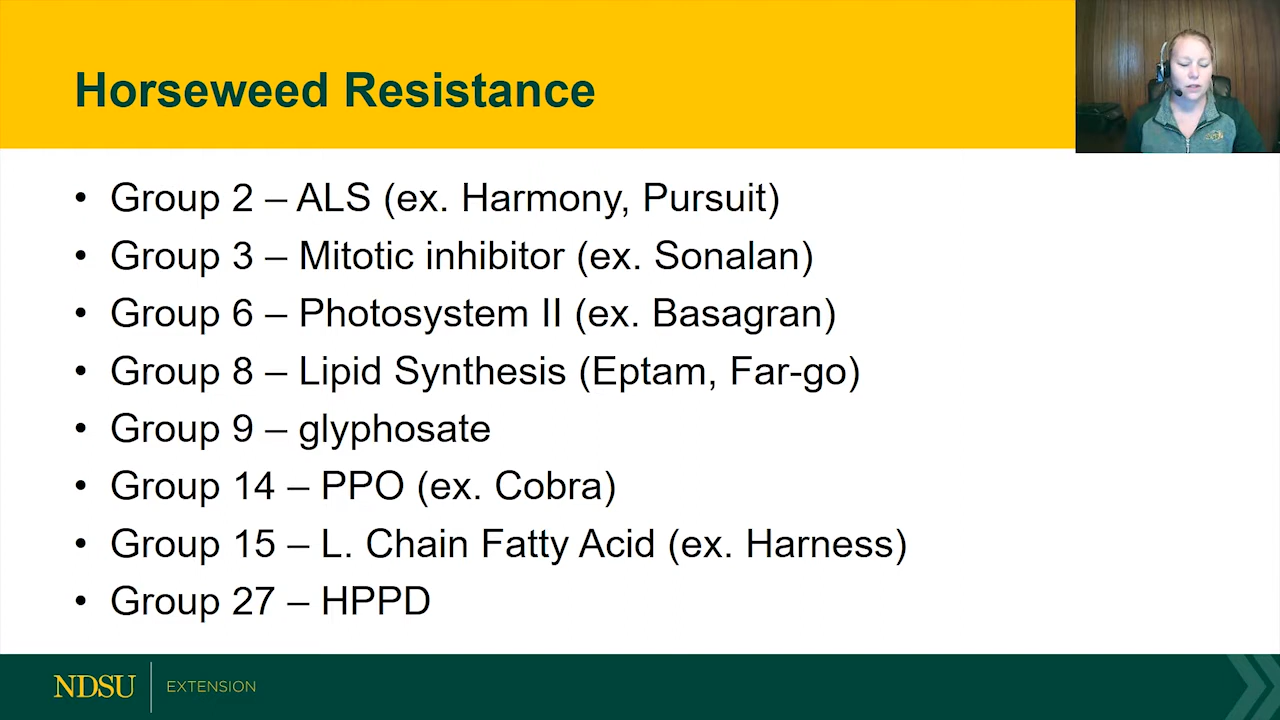 Horseweed Resistance
• Group 2 – ALS (ex. Harmony, Pursuit)
• Group 3 – Mitotic inhibitor (ex. Sonalan)
• Group 6 – Photosystem II (ex. Basagran)
• Group 8 – Lipid Synthesis (Eptam, Far-go)
• Group 9 – glyphosate
• Group 14 – PPO (ex. Cobra)
• Group 15 – L. Chain Fatty Acid (ex. Harness)
• Group 27 – HPPD
NDSU EXTENSION